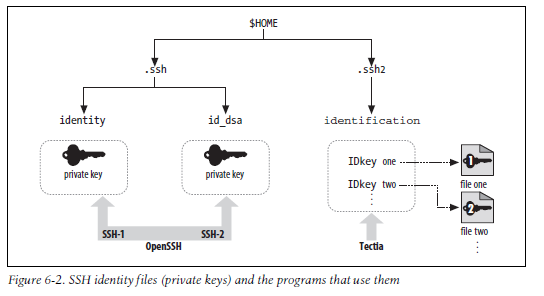 $HOME
.ssh
.ssh2
identity
id_dsa
identification
private key
private key
IDkey one
IDkey two
⋮
1
file one
2
file two
⋮
SSH-1
SSH-2
OpenSSH
Tectia
Figure 6-2. SSH identity files (private keys) and the programs that use them